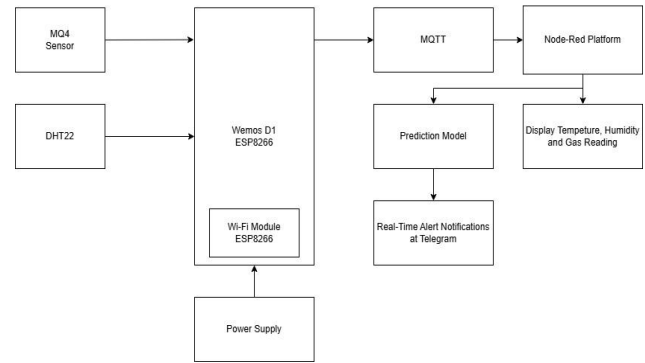 MQ4
Sensor
MQTT
Node-Red Platform
DHT22
Wemos D1
ESP8266
Prediction Model
Display Tempeture, Humidity
and Gas Reading
Wi-Fi Module
ESP8266
Real-Time Alert Notifications
at Telegram
Power Supply